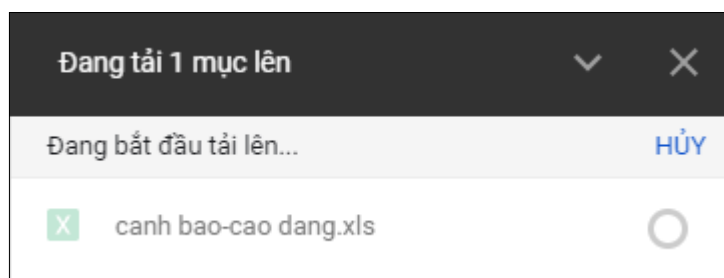 Đang tải 1 mục lên
Đang bắt đầu tải lên...
HỦY
X
canh bao-cao dang.xls